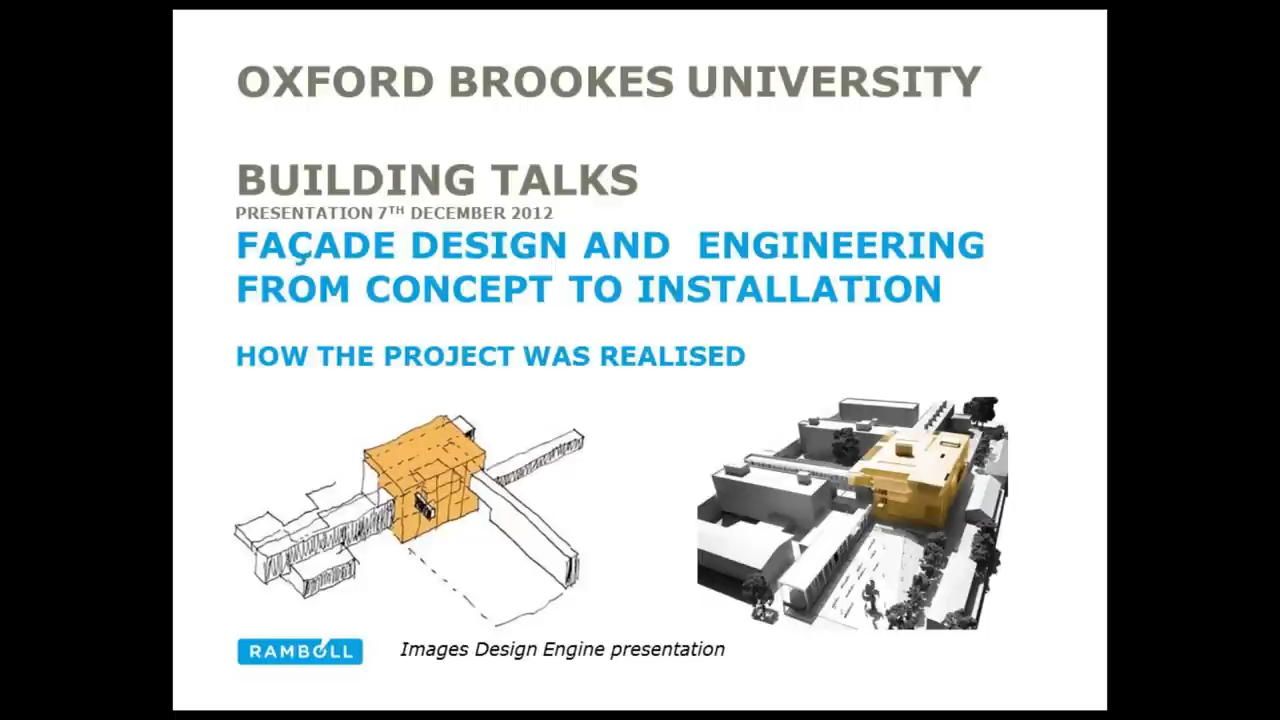 OXFORD BROOKES UNIVERSITY
BUILDING TALKS
PRESENTATION 7TH DECEMBER 2012
FAÇADE DESIGN AND ENGINEERING
FROM CONCEPT TO INSTALLATION
HOW THE PROJECT WAS REALISED
RAMBOLL
Images Design Engine presentation